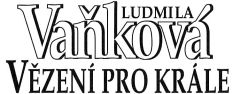 LUDMILA
Vaňková
VĚZENÍ PRO KRÁLE